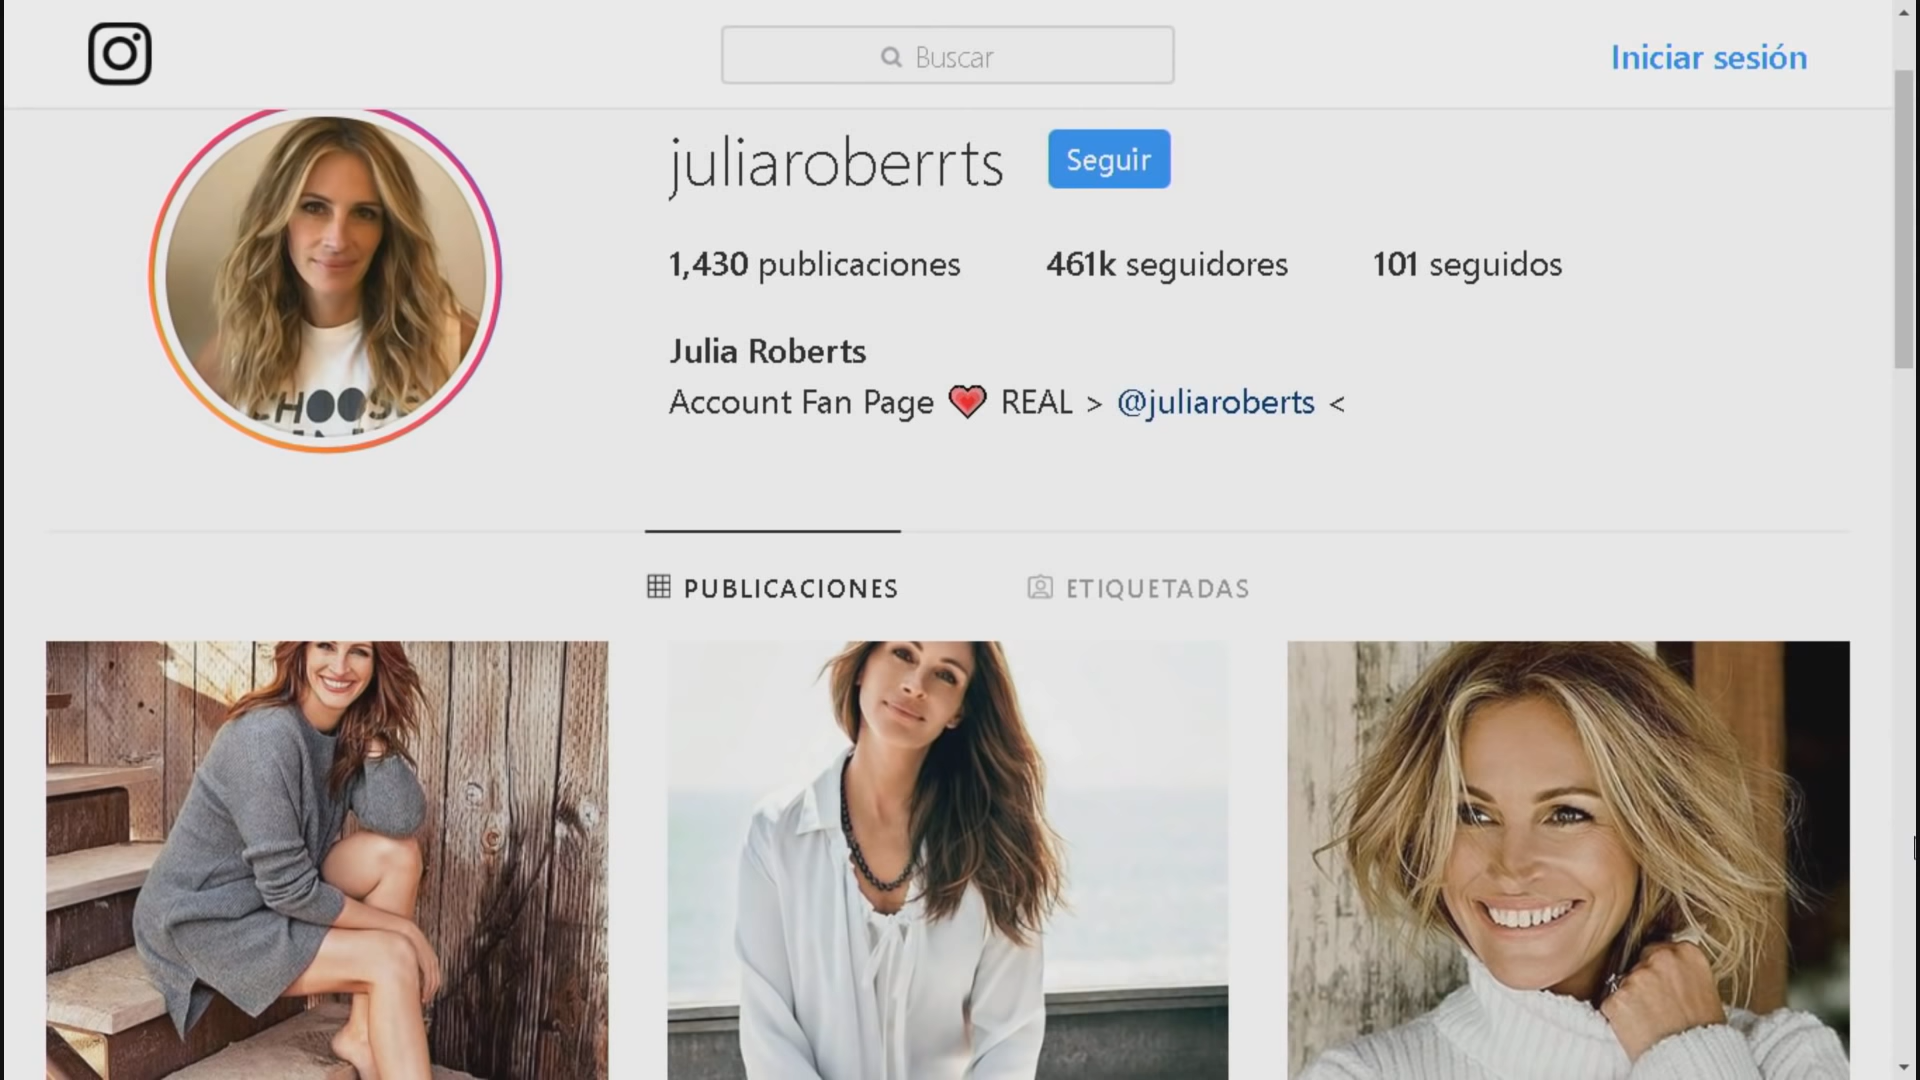 Buscar
Iniciar sesión
juliaroberrts
Seguir
1,430 publicaciones 461k seguidores 101 seguidos
Julia Roberts
Account Fan Page ❤ REAL > @juliaroberts <
PUBLICACIONES ETIQUETADAS